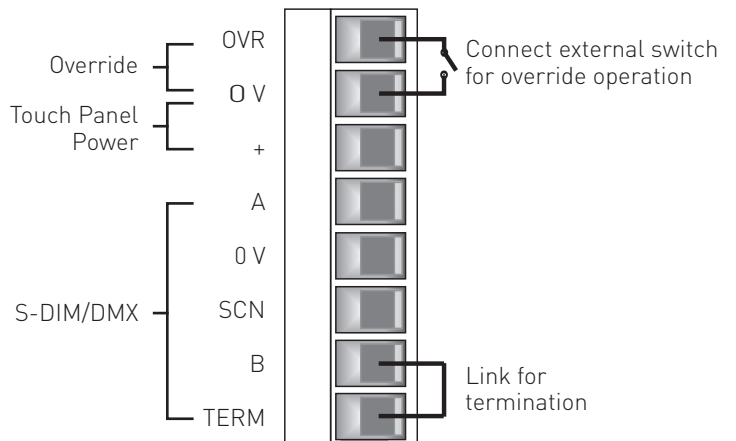 OVR
Override
0 V
Touch Panel
Power
+
A
0 V
S-DIM/DMX
SCN
B
TERM
Connect external switch
for override operation
Link for
termination